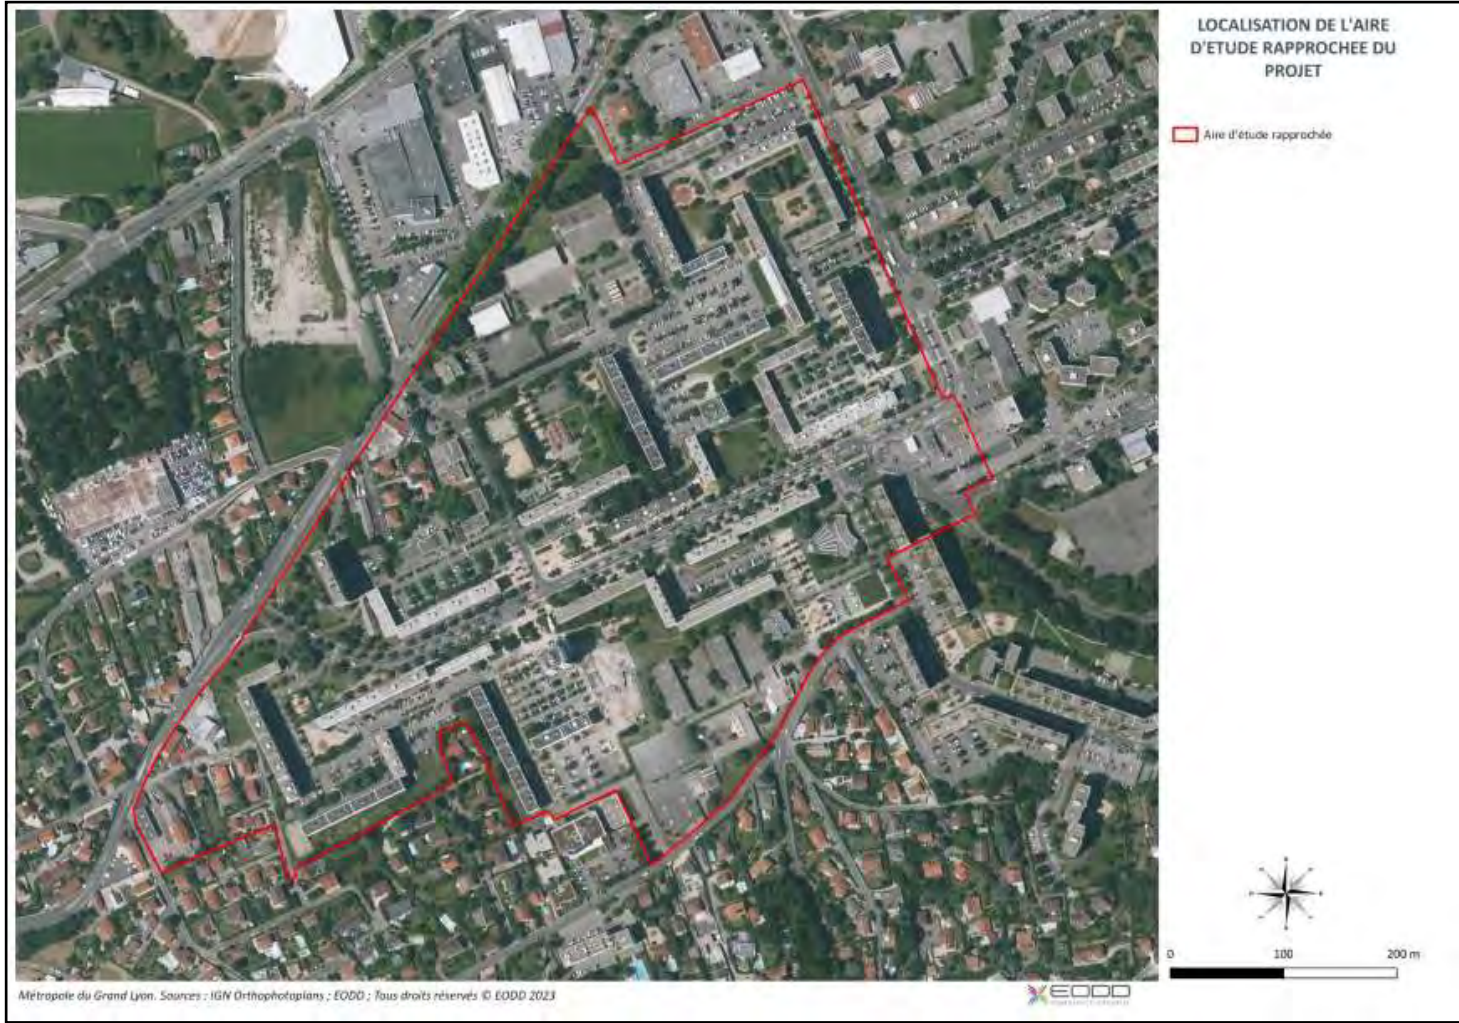 LOCALISATION DE L'AIRE
D'ETUDE RAPPROCHEE DU
PROJET
Aire d'étude rapprochée
0 100 200 m
Métropole du Grand Lyon. Sources : IGN Orthophotoplans ; EODD ; Tous droits réservés © EODD 2023
EODD